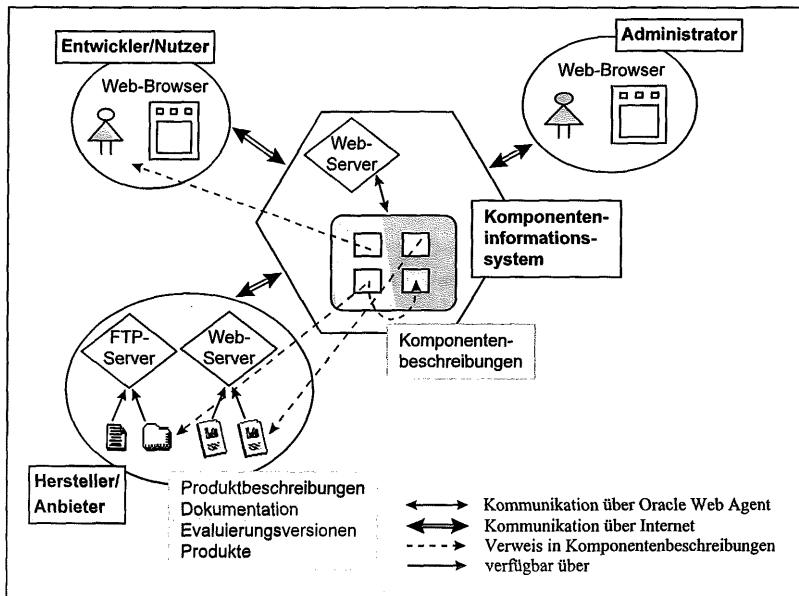 Entwickler/Nutzer
Web-Browser
Administrator
Web-Browser
Web-
Server
Komponenten-
informations-
system
Komponenten-
beschreibungen
FTP-
Server
Web-
Server
Hersteller/
Anbieter
Produktbeschreibungen
Dokumentation
Evaluierungsversionen
Produkte
Kommunikation über Oracle Web Agent
Kommunikation über Internet
Verweis in Komponentenbeschreibungen
verfügbar über